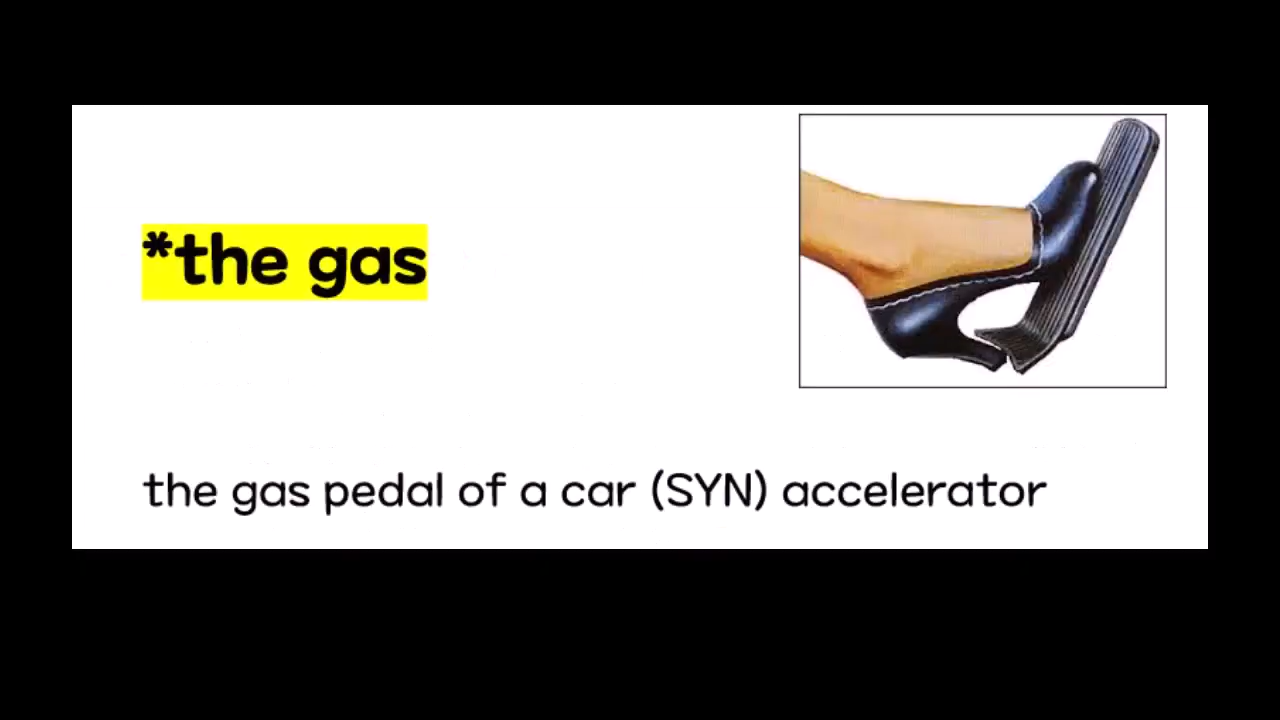 *the gas
the gas pedal of a car (SYN) accelerator